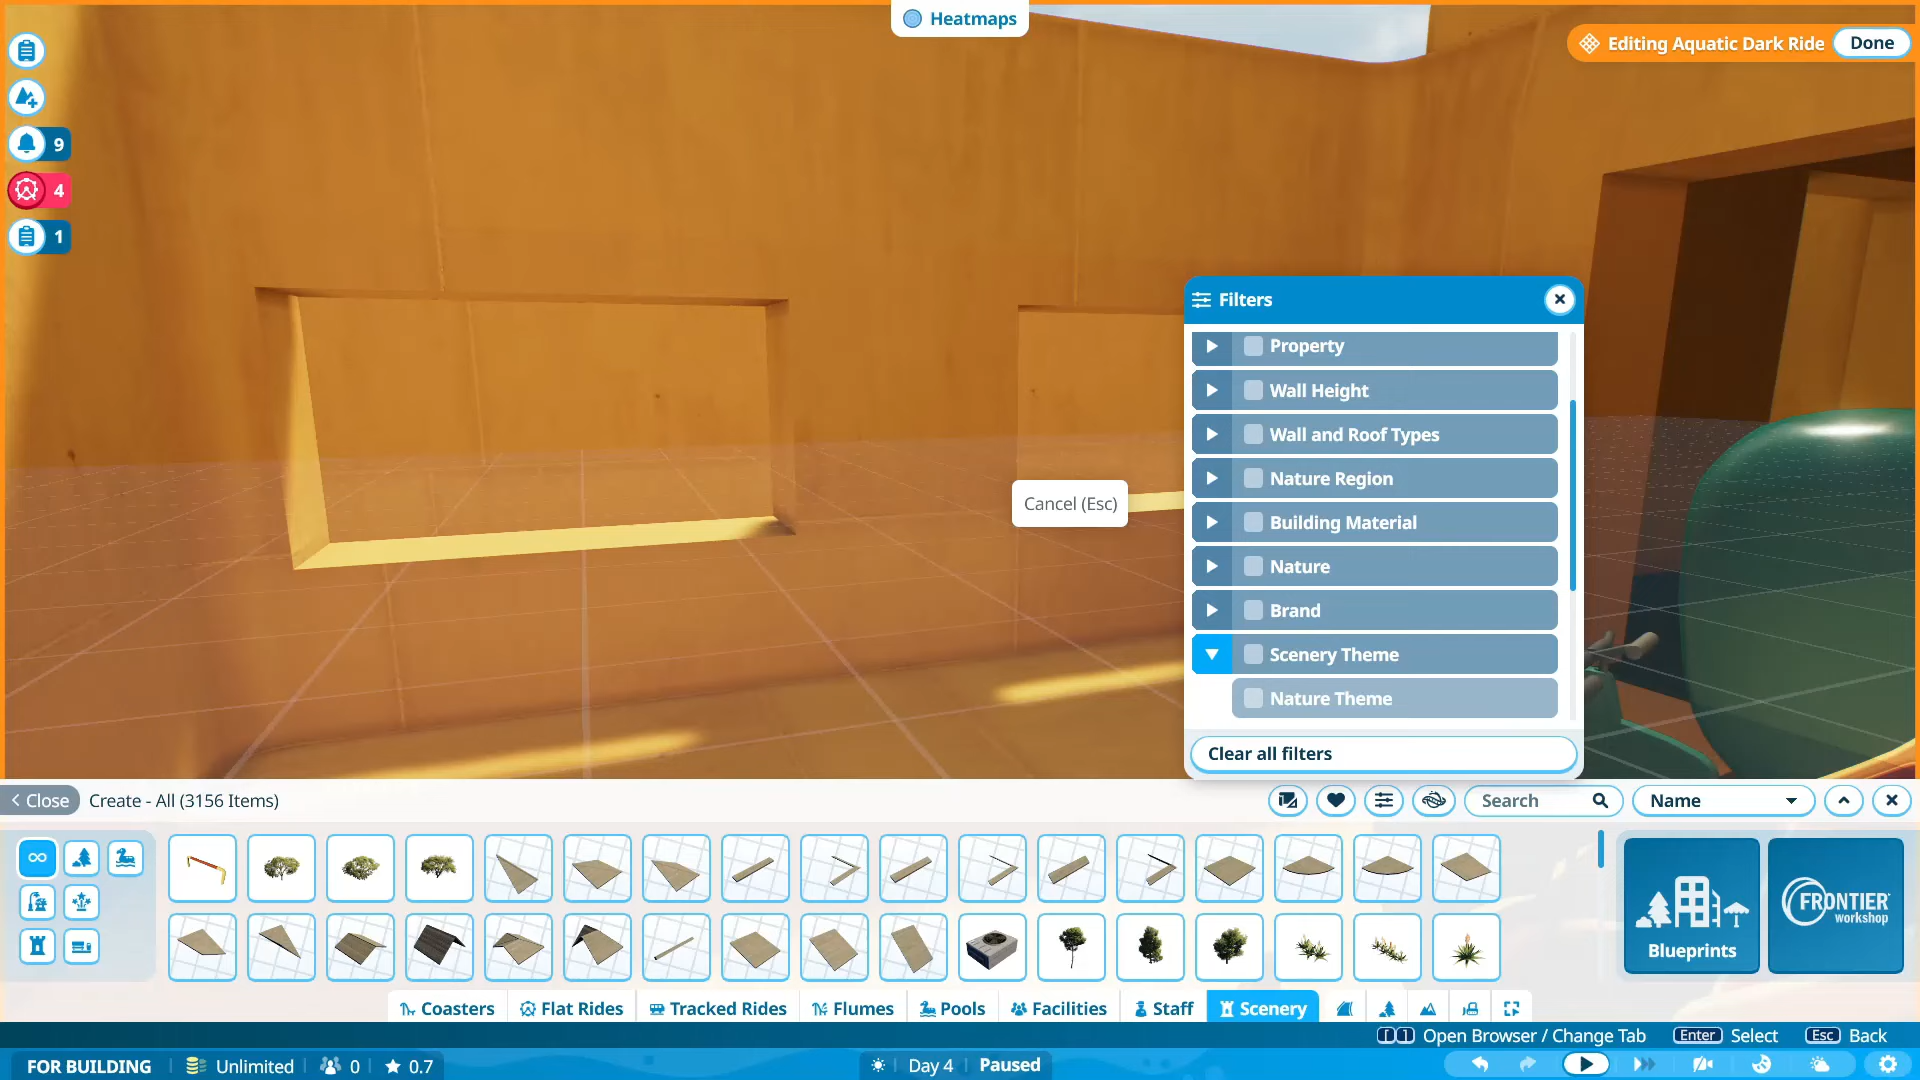 Heatmaps
Editing Aquatic Dark Ride
Done
9
4
1
Filters
Property
Wall Height
Wall and Roof Types
Nature Region
Building Material
Nature
Brand
Scenery Theme
Nature Theme
Clear all filters
Cancel (Esc)
Close
Create - All (3156 Items)
Search
Name
Blueprints
FRONTIER
workshop
Coasters
Flat Rides
Tracked Rides
Flumes
Pools
Facilities
Staff
Scenery
[ ] Open Browser / Change Tab
Enter Select
Esc Back
FOR BUILDING
Unlimited
0
0.7
Day 4
Paused